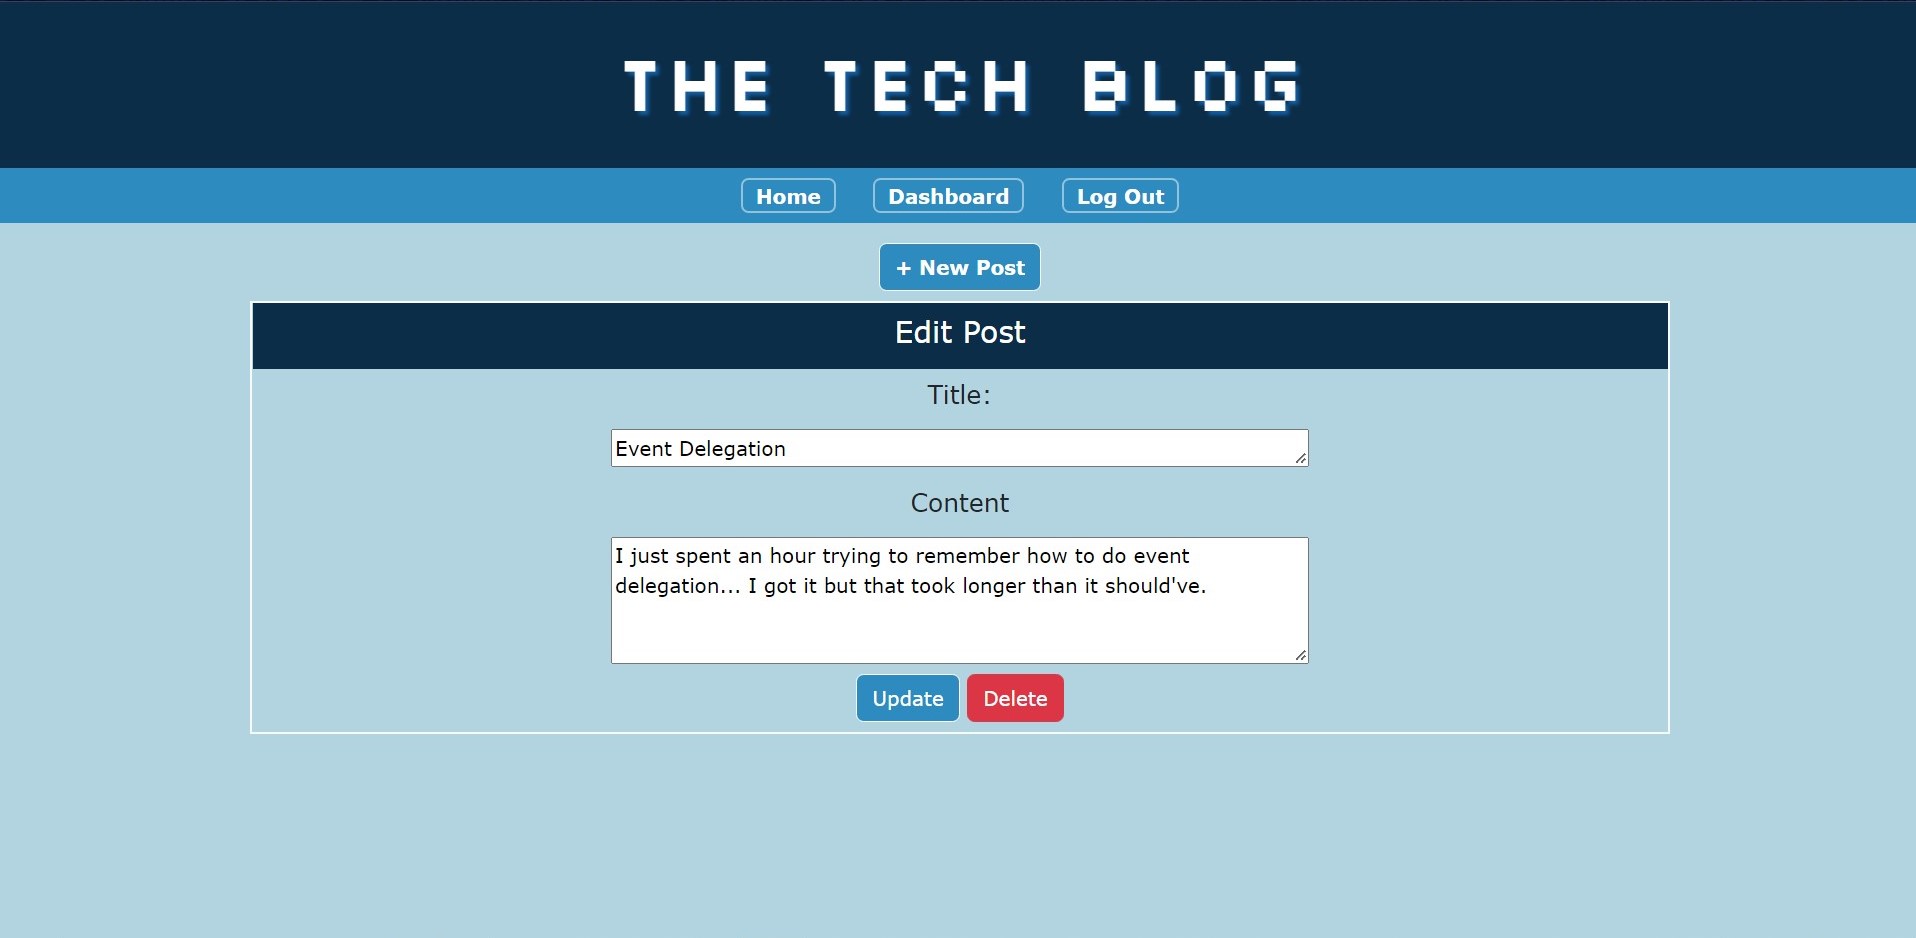 THE TECH BLOG
Home Dashboard Log Out
+ New Post
Edit Post
Title:
Event Delegation
Content
I just spent an hour trying to remember how to do event
delegation... I got it but that took longer than it should've.
Update Delete